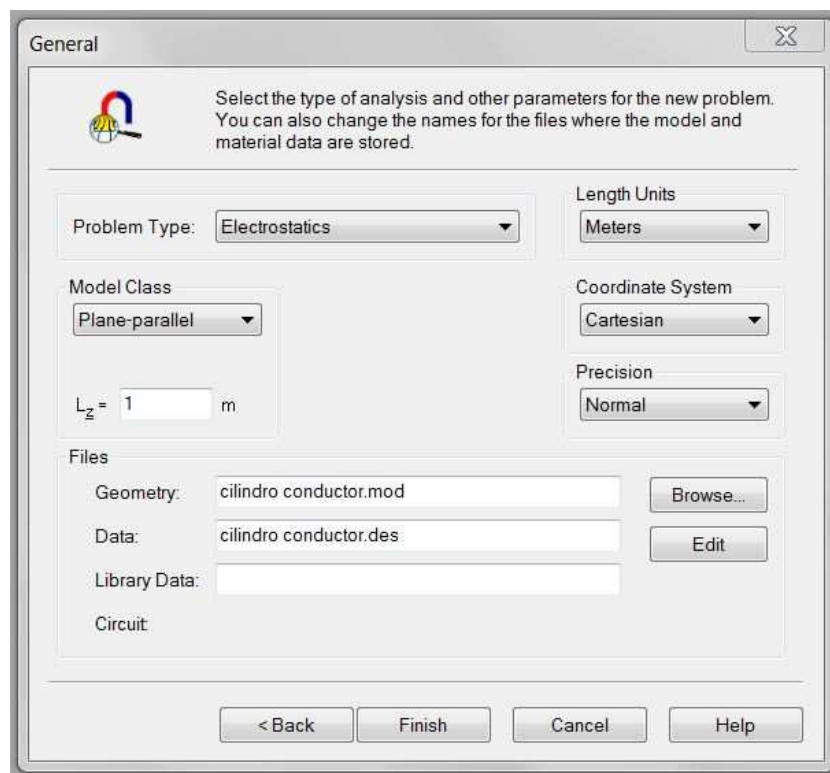 General
Select the type of analysis and other parameters for the new problem.
You can also change the names for the files where the model and
material data are stored.
Problem Type: Electrostatics
Length Units
Meters
Model Class
Plane-parallel
Coordinate System
Cartesian
Lz = 1 m
Precision
Normal
Files
Geometry: cilindro conductor.mod Browse...
Data: cilindro conductor.des Edit
Library Data:
Circuit:
< Back Finish Cancel Help